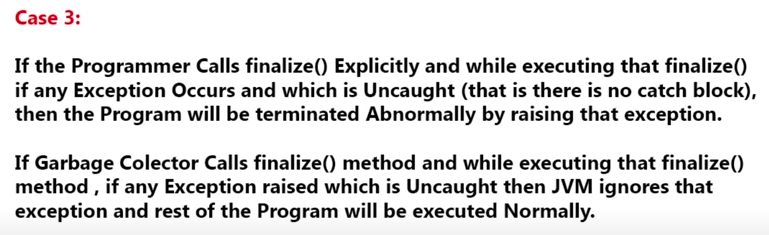 Case 3:
If the Programmer Calls finalize() Explicitly and while executing that finalize()
if any Exception Occurs and which is Uncaught (that is there is no catch block),
then the Program will be terminated Abnormally by raising that exception.
If Garbage Colector Calls finalize() method and while executing that finalize()
method , if any Exception raised which is Uncaught then JVM ignores that
exception and rest of the Program will be executed Normally.